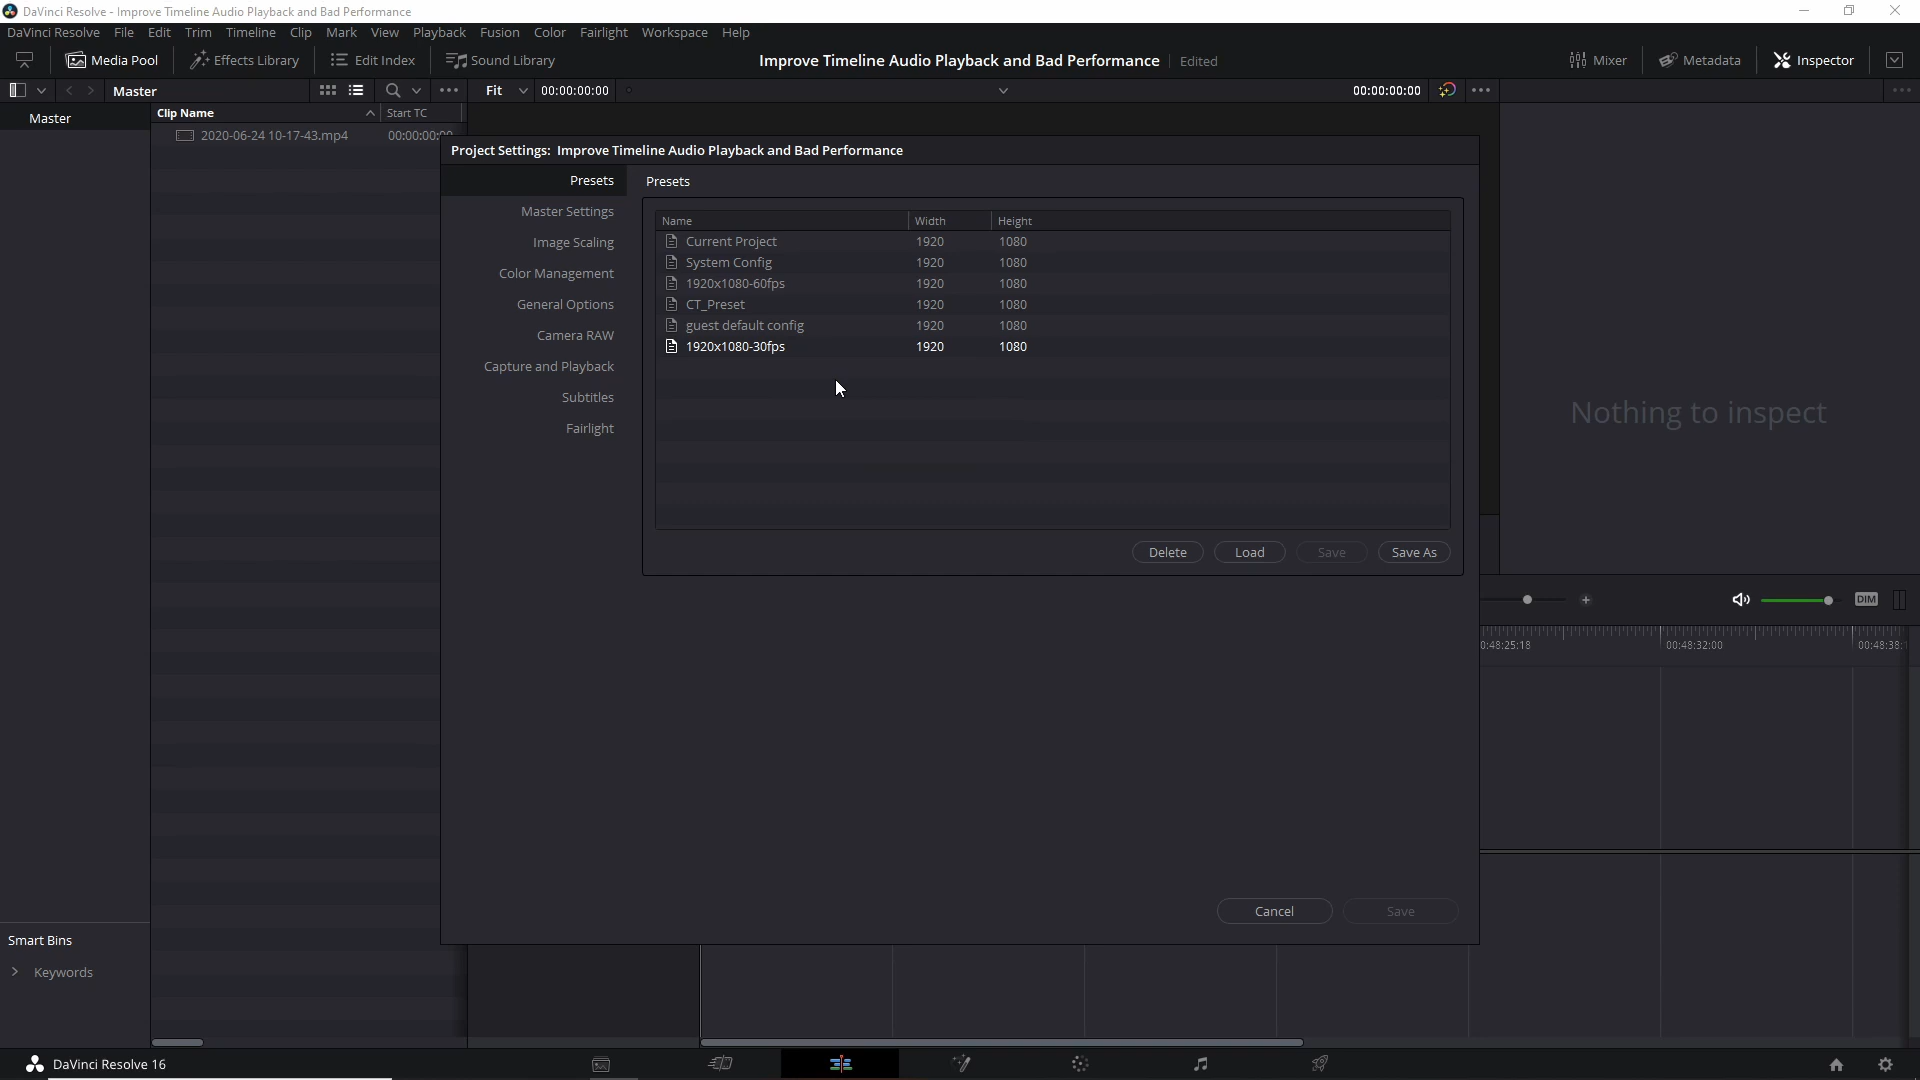 DaVinci Resolve - Improve Timeline Audio Playback and Bad Performance
DaVinci Resolve File Edit Trim Timeline Clip Mark View Playback Fusion Color Fairlight Workspace Help
Media Pool Effects Library Edit Index Sound Library Improve Timeline Audio Playback and Bad Performance Edited Mixer Metadata Inspector
Master Fit 00:00:00:00 00:00:00:00
Master
Clip Name Start TC
2020-06-24 10-17-43.mp4 00:00:00:00
Project Settings: Improve Timeline Audio Playback and Bad Performance
Presets
Master Settings
Image Scaling
Color Management
General Options
Camera RAW
Capture and Playback
Subtitles
Fairlight
Presets
Name Width Height
Current Project 1920 1080
System Config 1920 1080
1920x1080-60fps 1920 1080
CT_Preset 1920 1080
guest default config 1920 1080
1920x1080-30fps 1920 1080
Delete Load Save Save As
Cancel Save
Nothing to inspect
DIM
0:48:25:18 00:48:32:00 00:48:38:
Smart Bins
Keywords
DaVinci Resolve 16